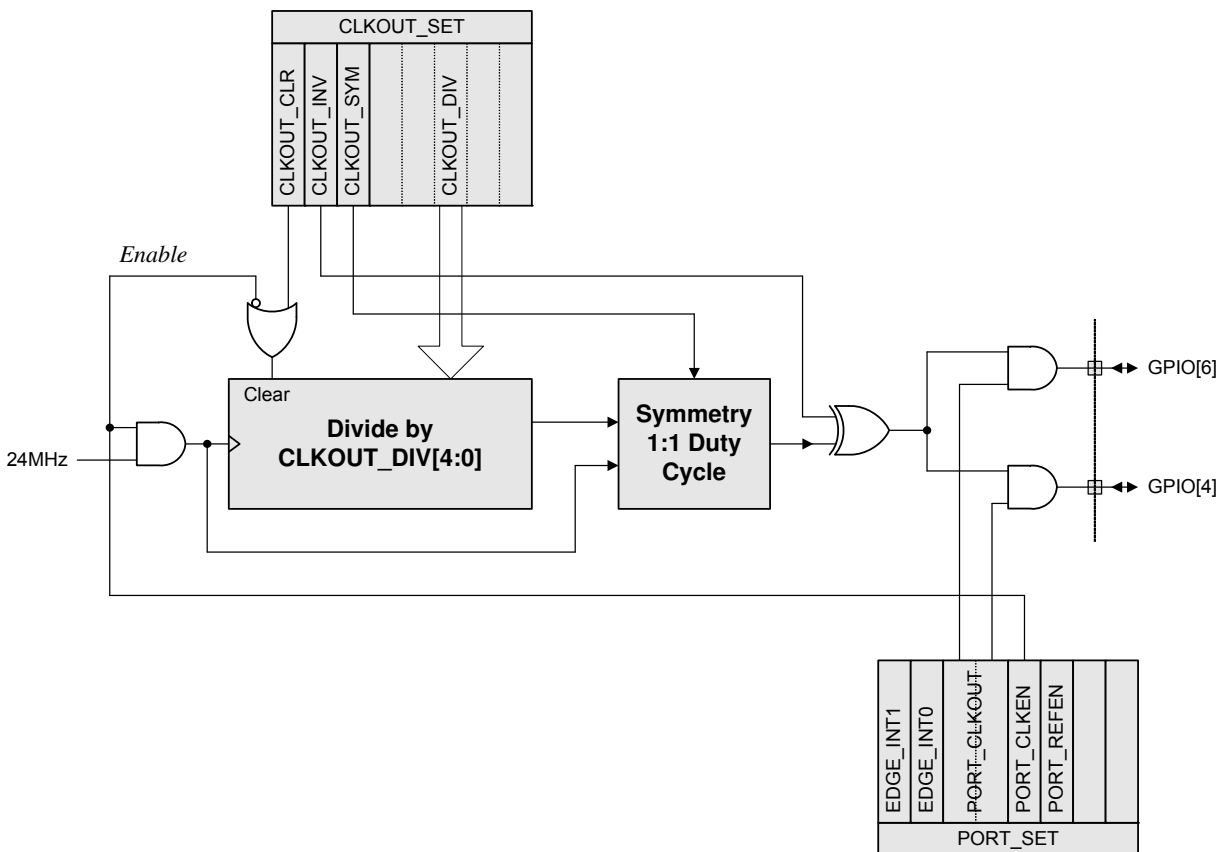 CLKOUT_SET
CLKOUT_CLR
CLKOUT_INV
CLKOUT_SYM
CLKOUT_DIV
Enable
Clear
Divide by
CLKOUT_DIV[4:0]
24MHz
Symmetry
1:1 Duty
Cycle
GPIO[6]
GPIO[4]
EDGE_INT1
EDGE_INT0
PORT_CLKOUT
PORT_CLKEN
PORT_REFEN
PORT_SET